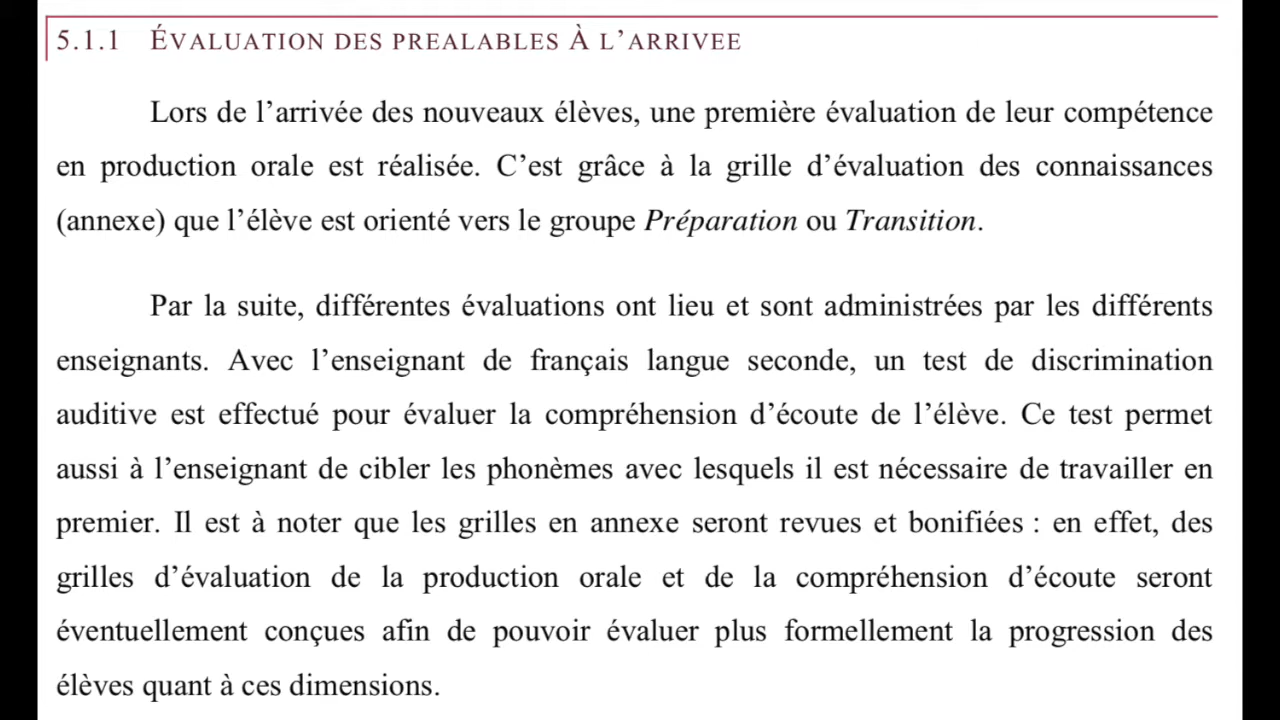 5.1.1 ÉVALUATION DES PREALABLES À L’ARRIVEE
Lors de l’arrivée des nouveaux élèves, une première évaluation de leur compétence
en production orale est réalisée. C’est grâce à la grille d’évaluation des connaissances
(annexe) que l’élève est orienté vers le groupe Préparation ou Transition.
Par la suite, différentes évaluations ont lieu et sont administrées par les différents
enseignants. Avec l’enseignant de français langue seconde, un test de discrimination
auditive est effectué pour évaluer la compréhension d’écoute de l’élève. Ce test permet
aussi à l’enseignant de cibler les phonèmes avec lesquels il est nécessaire de travailler en
premier. Il est à noter que les grilles en annexe seront revues et bonifiées : en effet, des
grilles d’évaluation de la production orale et de la compréhension d’écoute seront
éventuellement conçues afin de pouvoir évaluer plus formellement la progression des
élèves quant à ces dimensions.